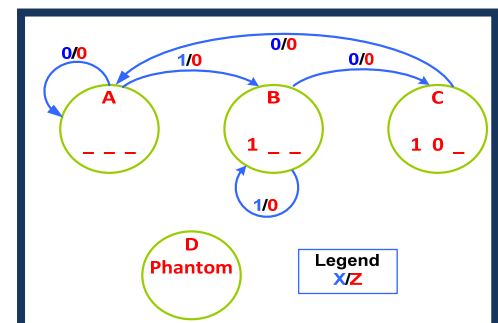 0/0
0/0 1/0 0/0
A B C
_ _ _ 1 _ _ 1 0 _
1/0
D
Phantom
Legend
X/Z